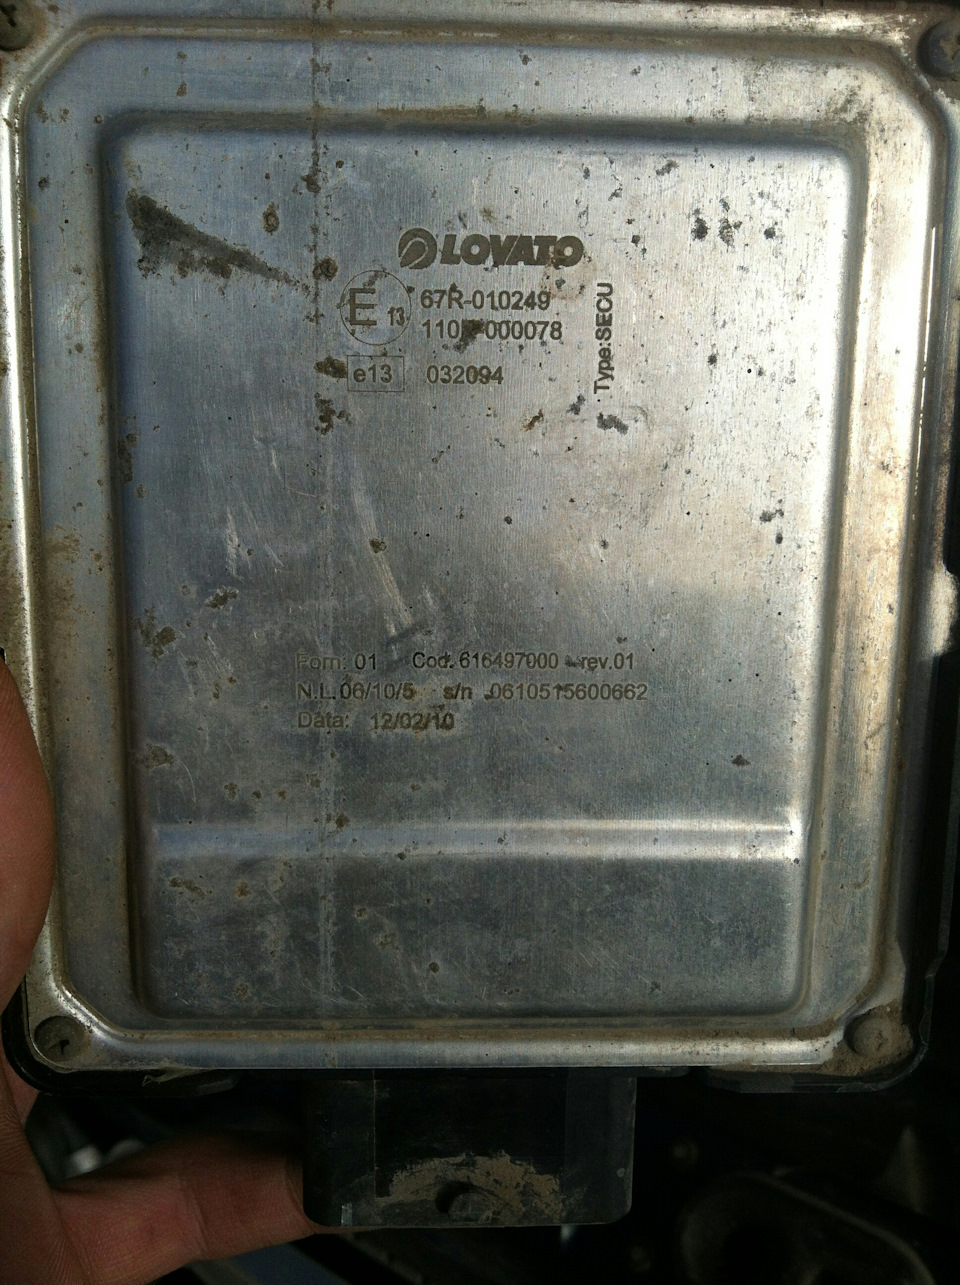 LOVATO
E 13 67R-010249
110R-000078
e13 032094
Type:SECU
Forn: 01 Cod. 616497000 rev.01
N.L. 06/10/5 s/n 0610515600662
Data: 12/02/10